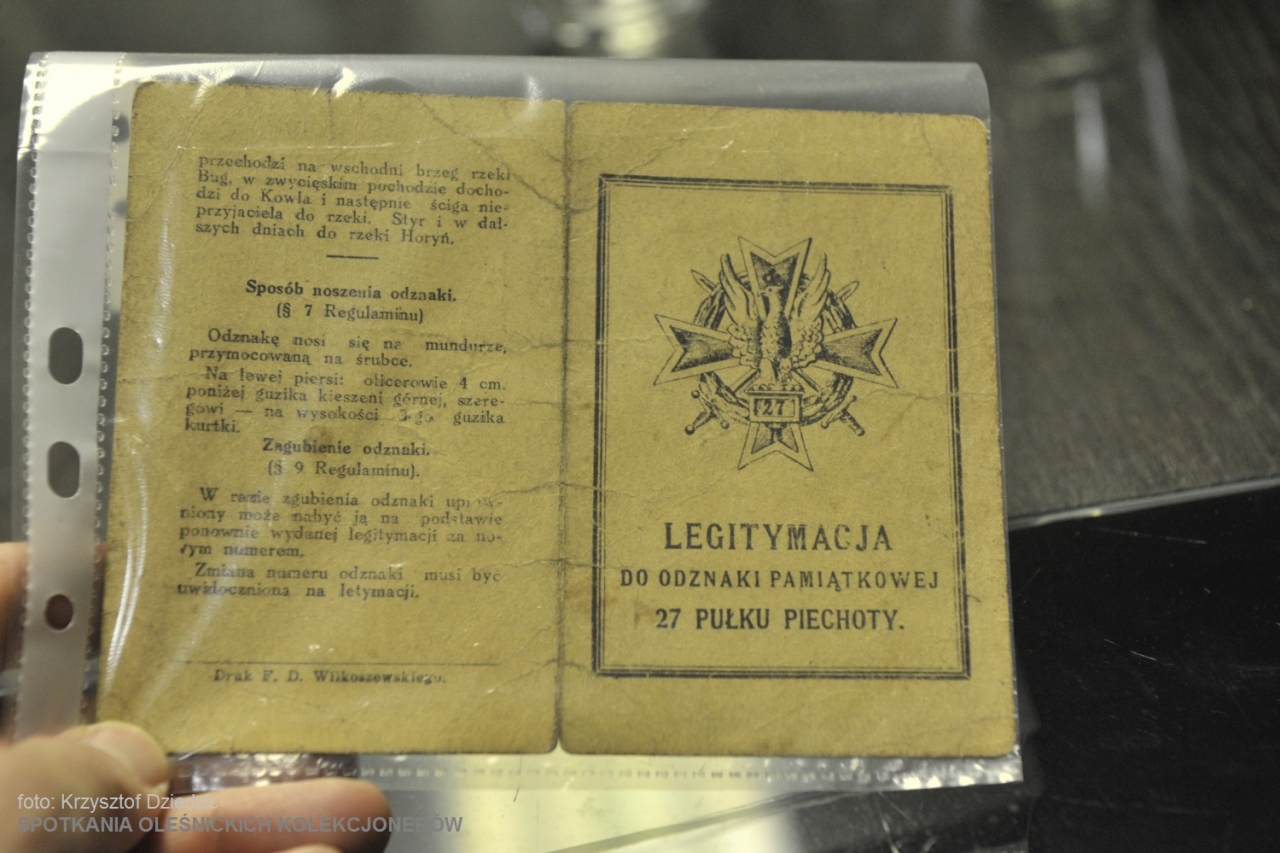 przechodzi na wschodni brzeg rzeki
Bug, w zwycięskim pochodzie docho-
dzi do Kowla i następnie ściga nie-
przyjaciela do rzeki. Styr i w dal-
szych dniach do rzeki Horyń.
Sposób noszenia odznaki.
(§ 7 Regulaminu)
Odznakę nosi się na mundurze,
przymocowaną na śrubce.
Na lewej piersi: oficerowie 4 cm.
poniżej guzika kieszeni górnej, szere-
gowi — na wysokości 3-go guzika
kurtki.
Zagubienie odznaki.
(§ 9 Regulaminu).
W razie zgubienia odznaki
niony może nabyć ją na podstawie
ponownie wydanej legitymacji za no-
wym numerem.
Zmiana numeru odznaki musi być
uwidoczniona na letymacji.
Druk F. D. Wilkoszewskiego.
27
LEGITYMACJA
DO ODZNAKI PAMIĄTKOWEJ
27 PUŁKU PIECHOTY.
foto: Krzysztof
SPOTKANIA OLEŚNICKICH KOLEKCJONERÓW